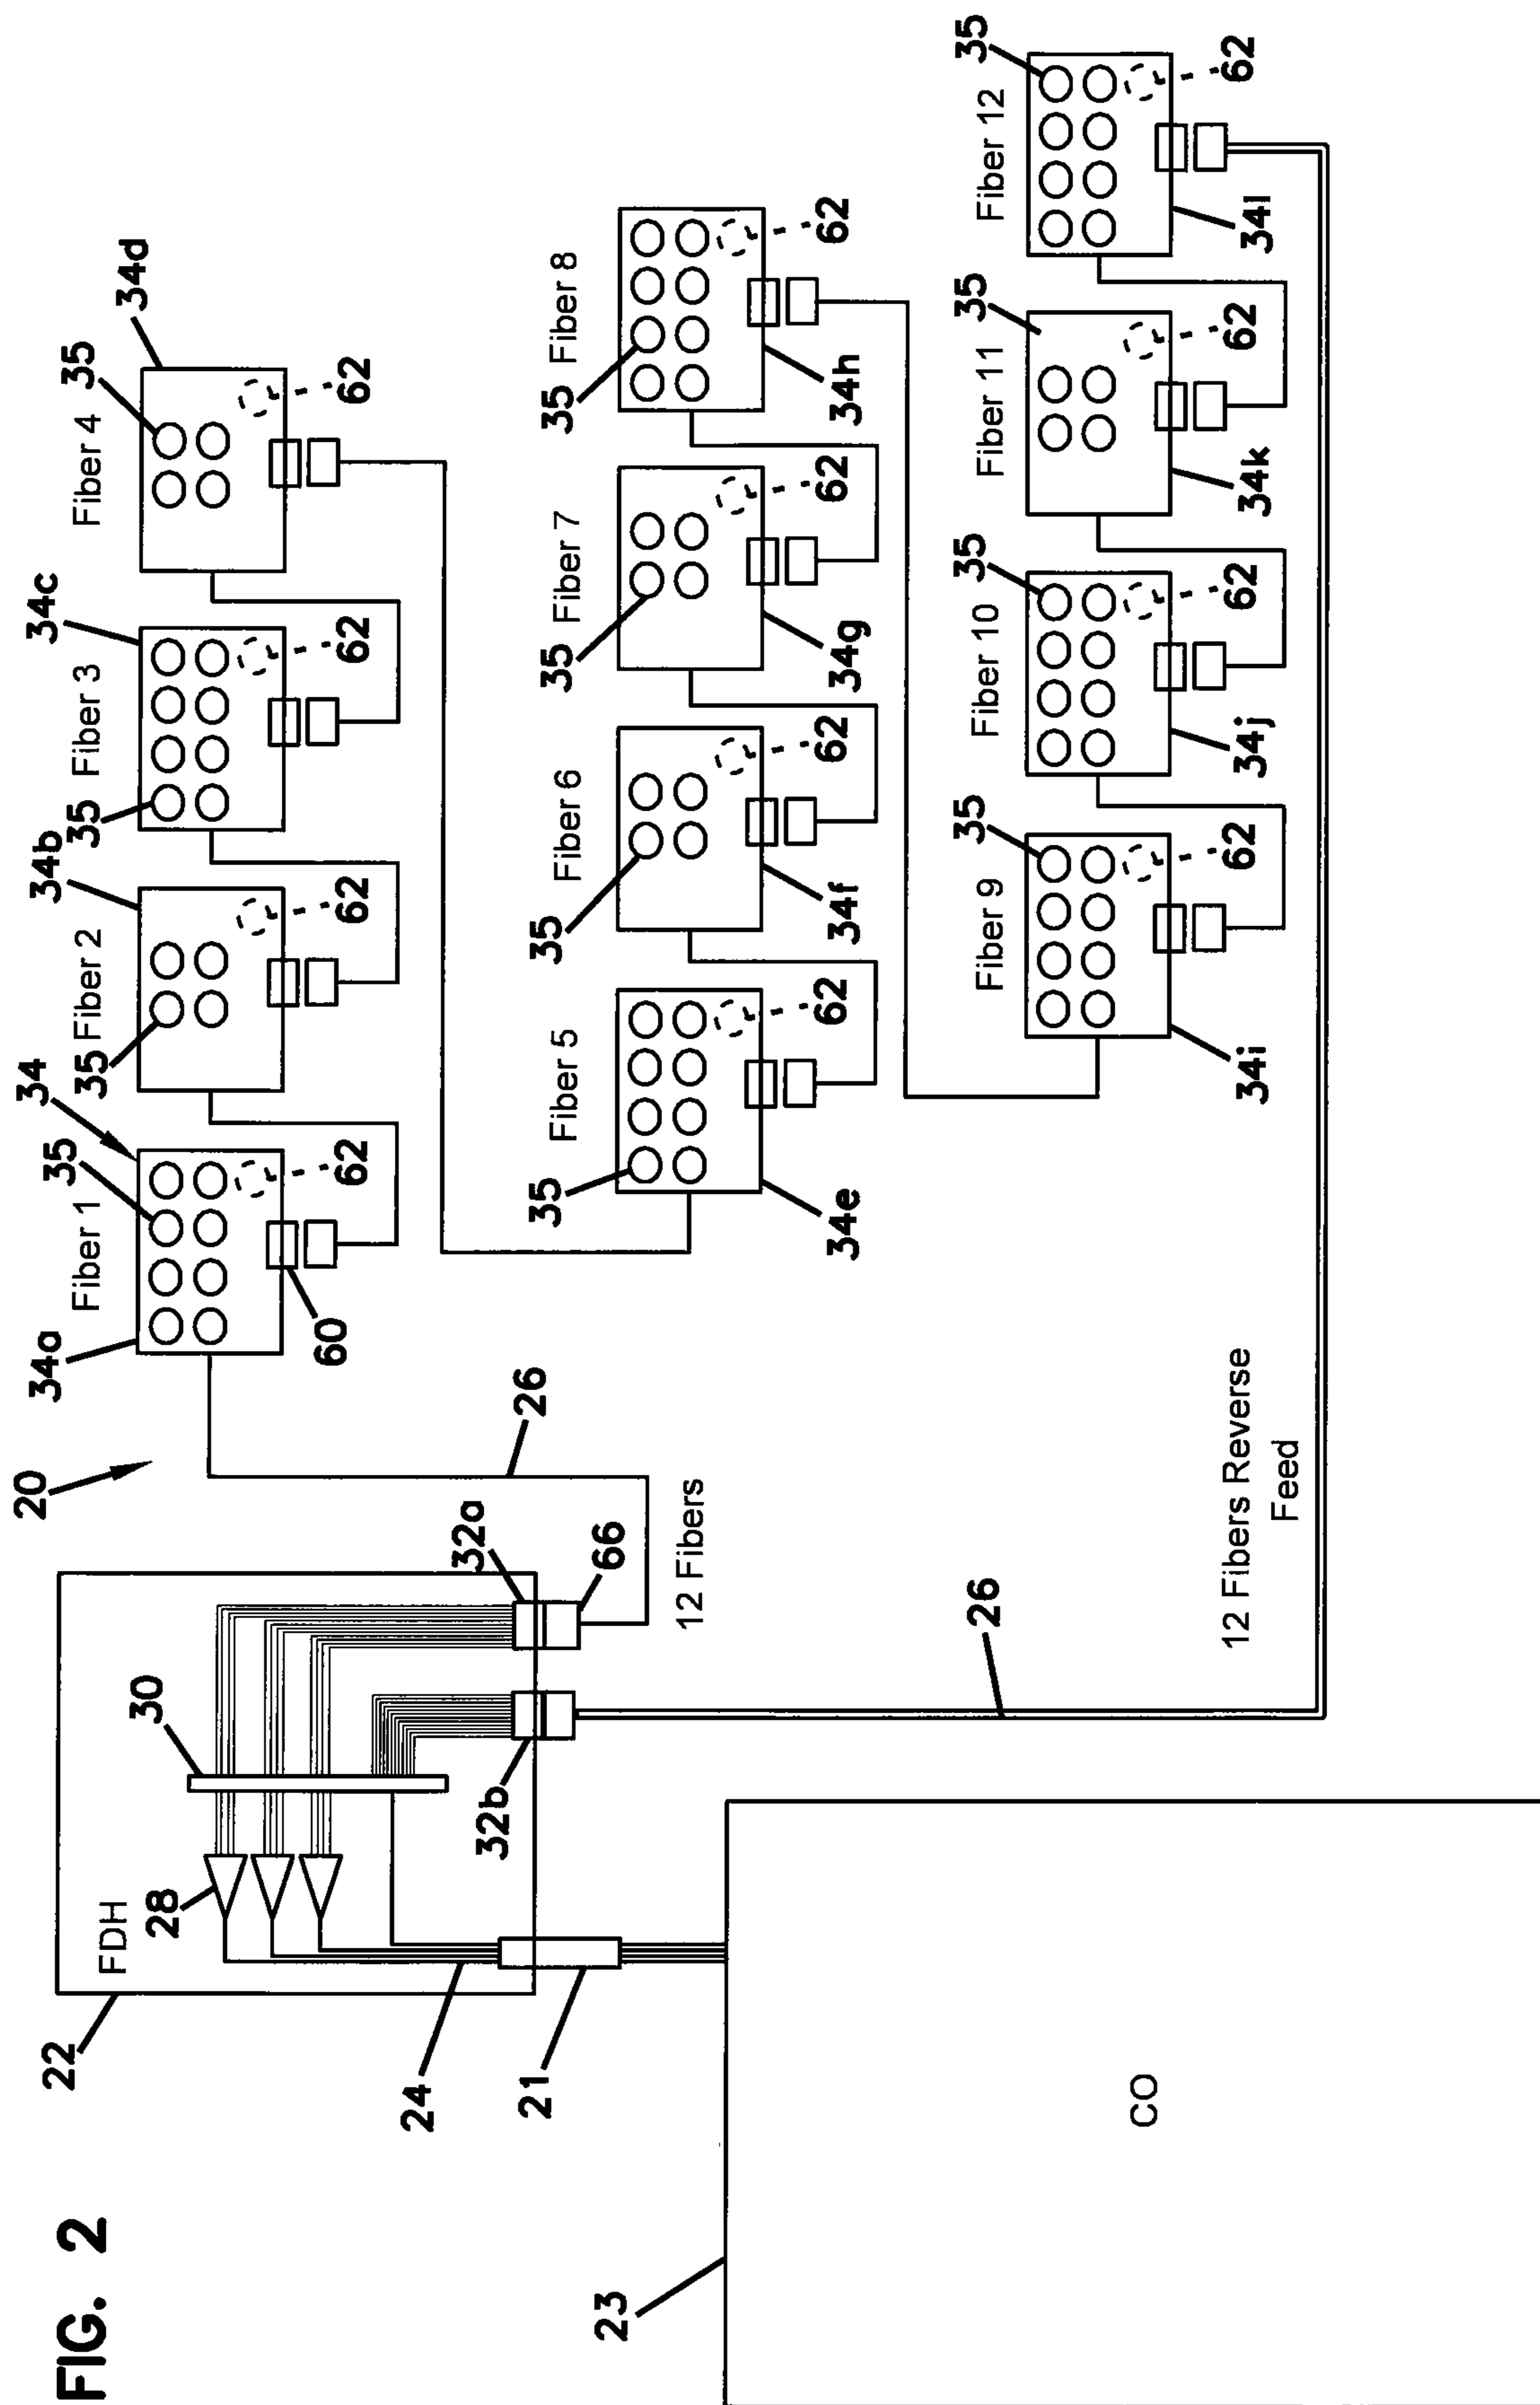 FIG. 2
22
FDH
28
30
24
21
32b
32a
66
12 Fibers
20
26
23
CO
26
12 Fibers Reverse
Feed
34a
Fiber 1
35
34
60
62
35
Fiber 2
34b
62
35
Fiber 3
34c
62
Fiber 4
35
34d
62
35
Fiber 5
34e
62
35
Fiber 6
34f
62
35
Fiber 7
34g
62
35
Fiber 8
34h
62
Fiber 9
35
34i
62
Fiber 10
35
34j
62
Fiber 11
35
34k
62
Fiber 12
35
34l
62